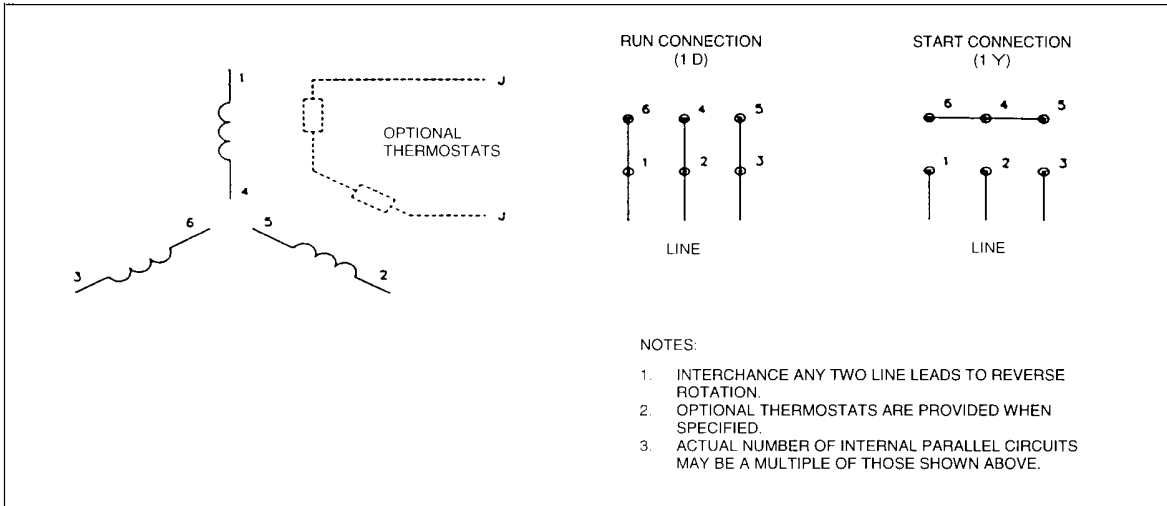 1
4
6
5
3
2
OPTIONAL
THERMOSTATS
J
J
RUN CONNECTION
(1 D)
6 4 5
1 2 3
LINE
START CONNECTION
(1 Y)
6 4 5
1 2 3
LINE
NOTES:
1. INTERCHANCE ANY TWO LINE LEADS TO REVERSE
ROTATION.
2. OPTIONAL THERMOSTATS ARE PROVIDED WHEN
SPECIFIED.
3. ACTUAL NUMBER OF INTERNAL PARALLEL CIRCUITS
MAY BE A MULTIPLE OF THOSE SHOWN ABOVE.